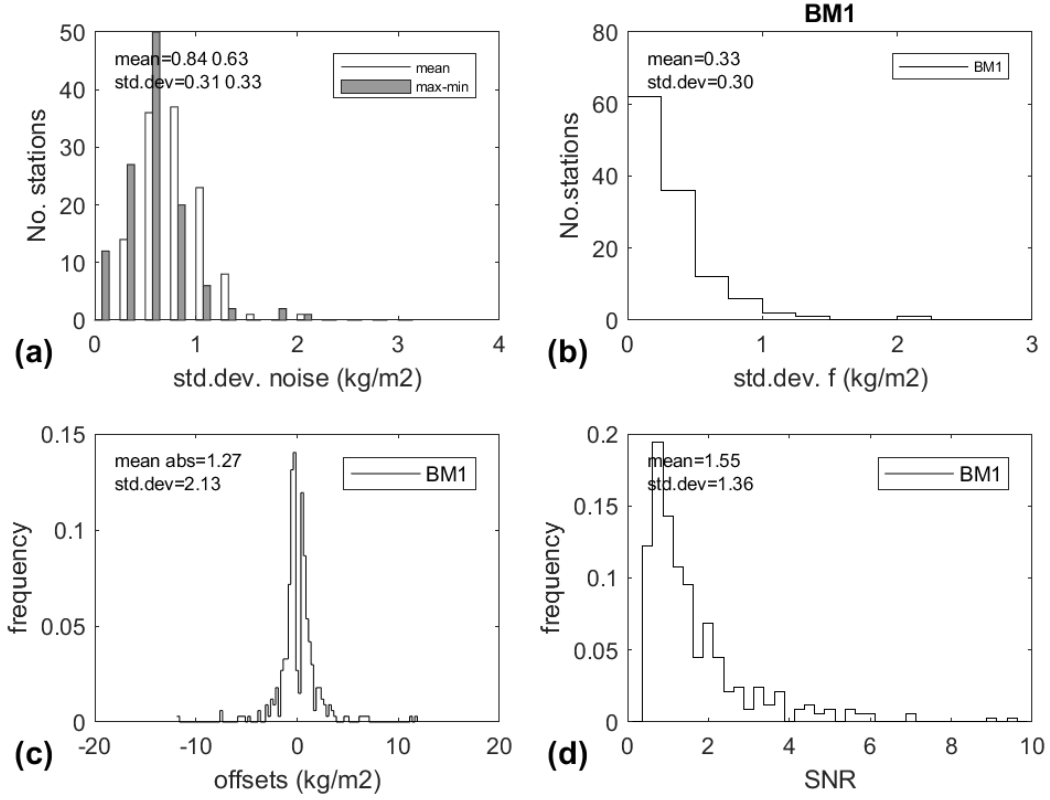 BM1
50
40
30
20
10
0
No. stations
mean=0.84 0.63
std.dev=0.31 0.33
mean
max-min
0
1
2
3
4
std.dev. noise (kg/m2)
(a)
80
60
40
20
0
No.stations
mean=0.33
std.dev=0.30
BM1
0
1
2
3
std.dev. f (kg/m2)
(b)
0.15
0.1
0.05
0
frequency
mean abs=1.27
std.dev=2.13
BM1
-20
-10
0
10
20
offsets (kg/m2)
(c)
0.2
0.15
0.1
0.05
0
frequency
mean=1.55
std.dev=1.36
BM1
0
2
4
6
8
10
SNR
(d)